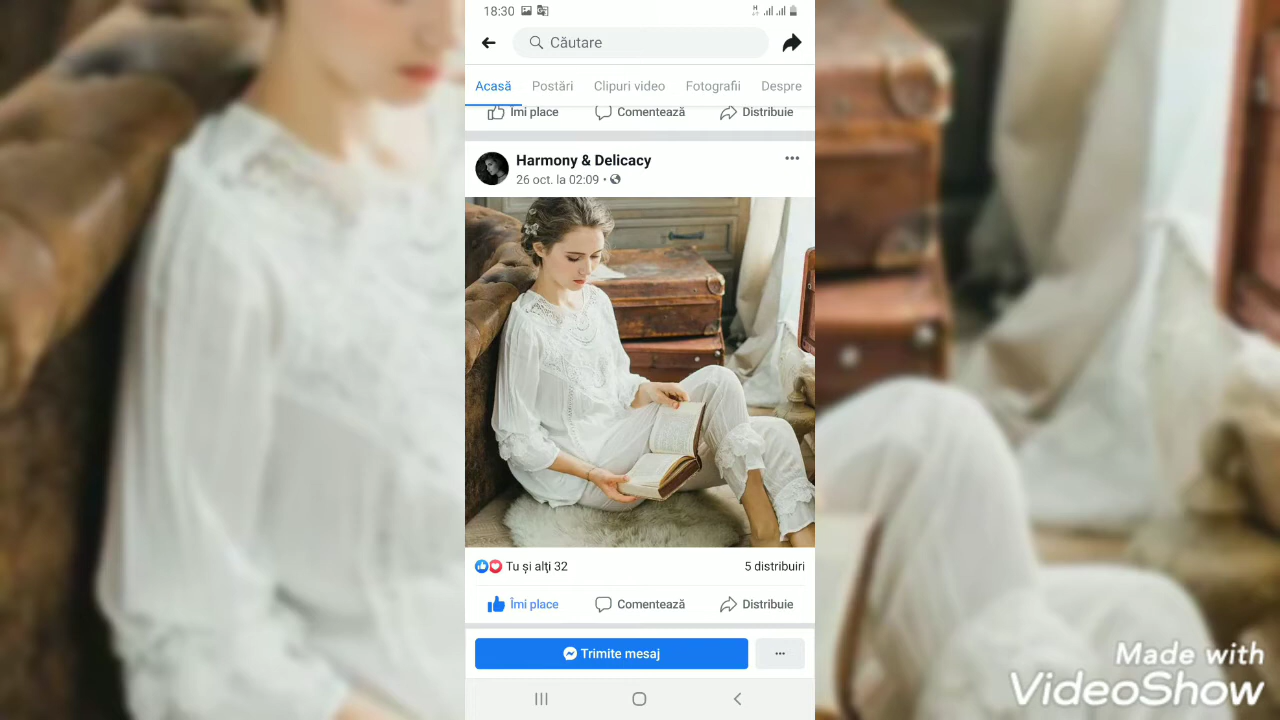 18:30
Căutare
Acasă Postări Clipuri video Fotografii Despre
Îmi place Comentează Distribuie
Harmony & Delicacy
26 oct. la 02:09 •
Tu și alți 32 5 distribuiri
Îmi place Comentează Distribuie
Trimite mesaj ...
Made with
VideoShow